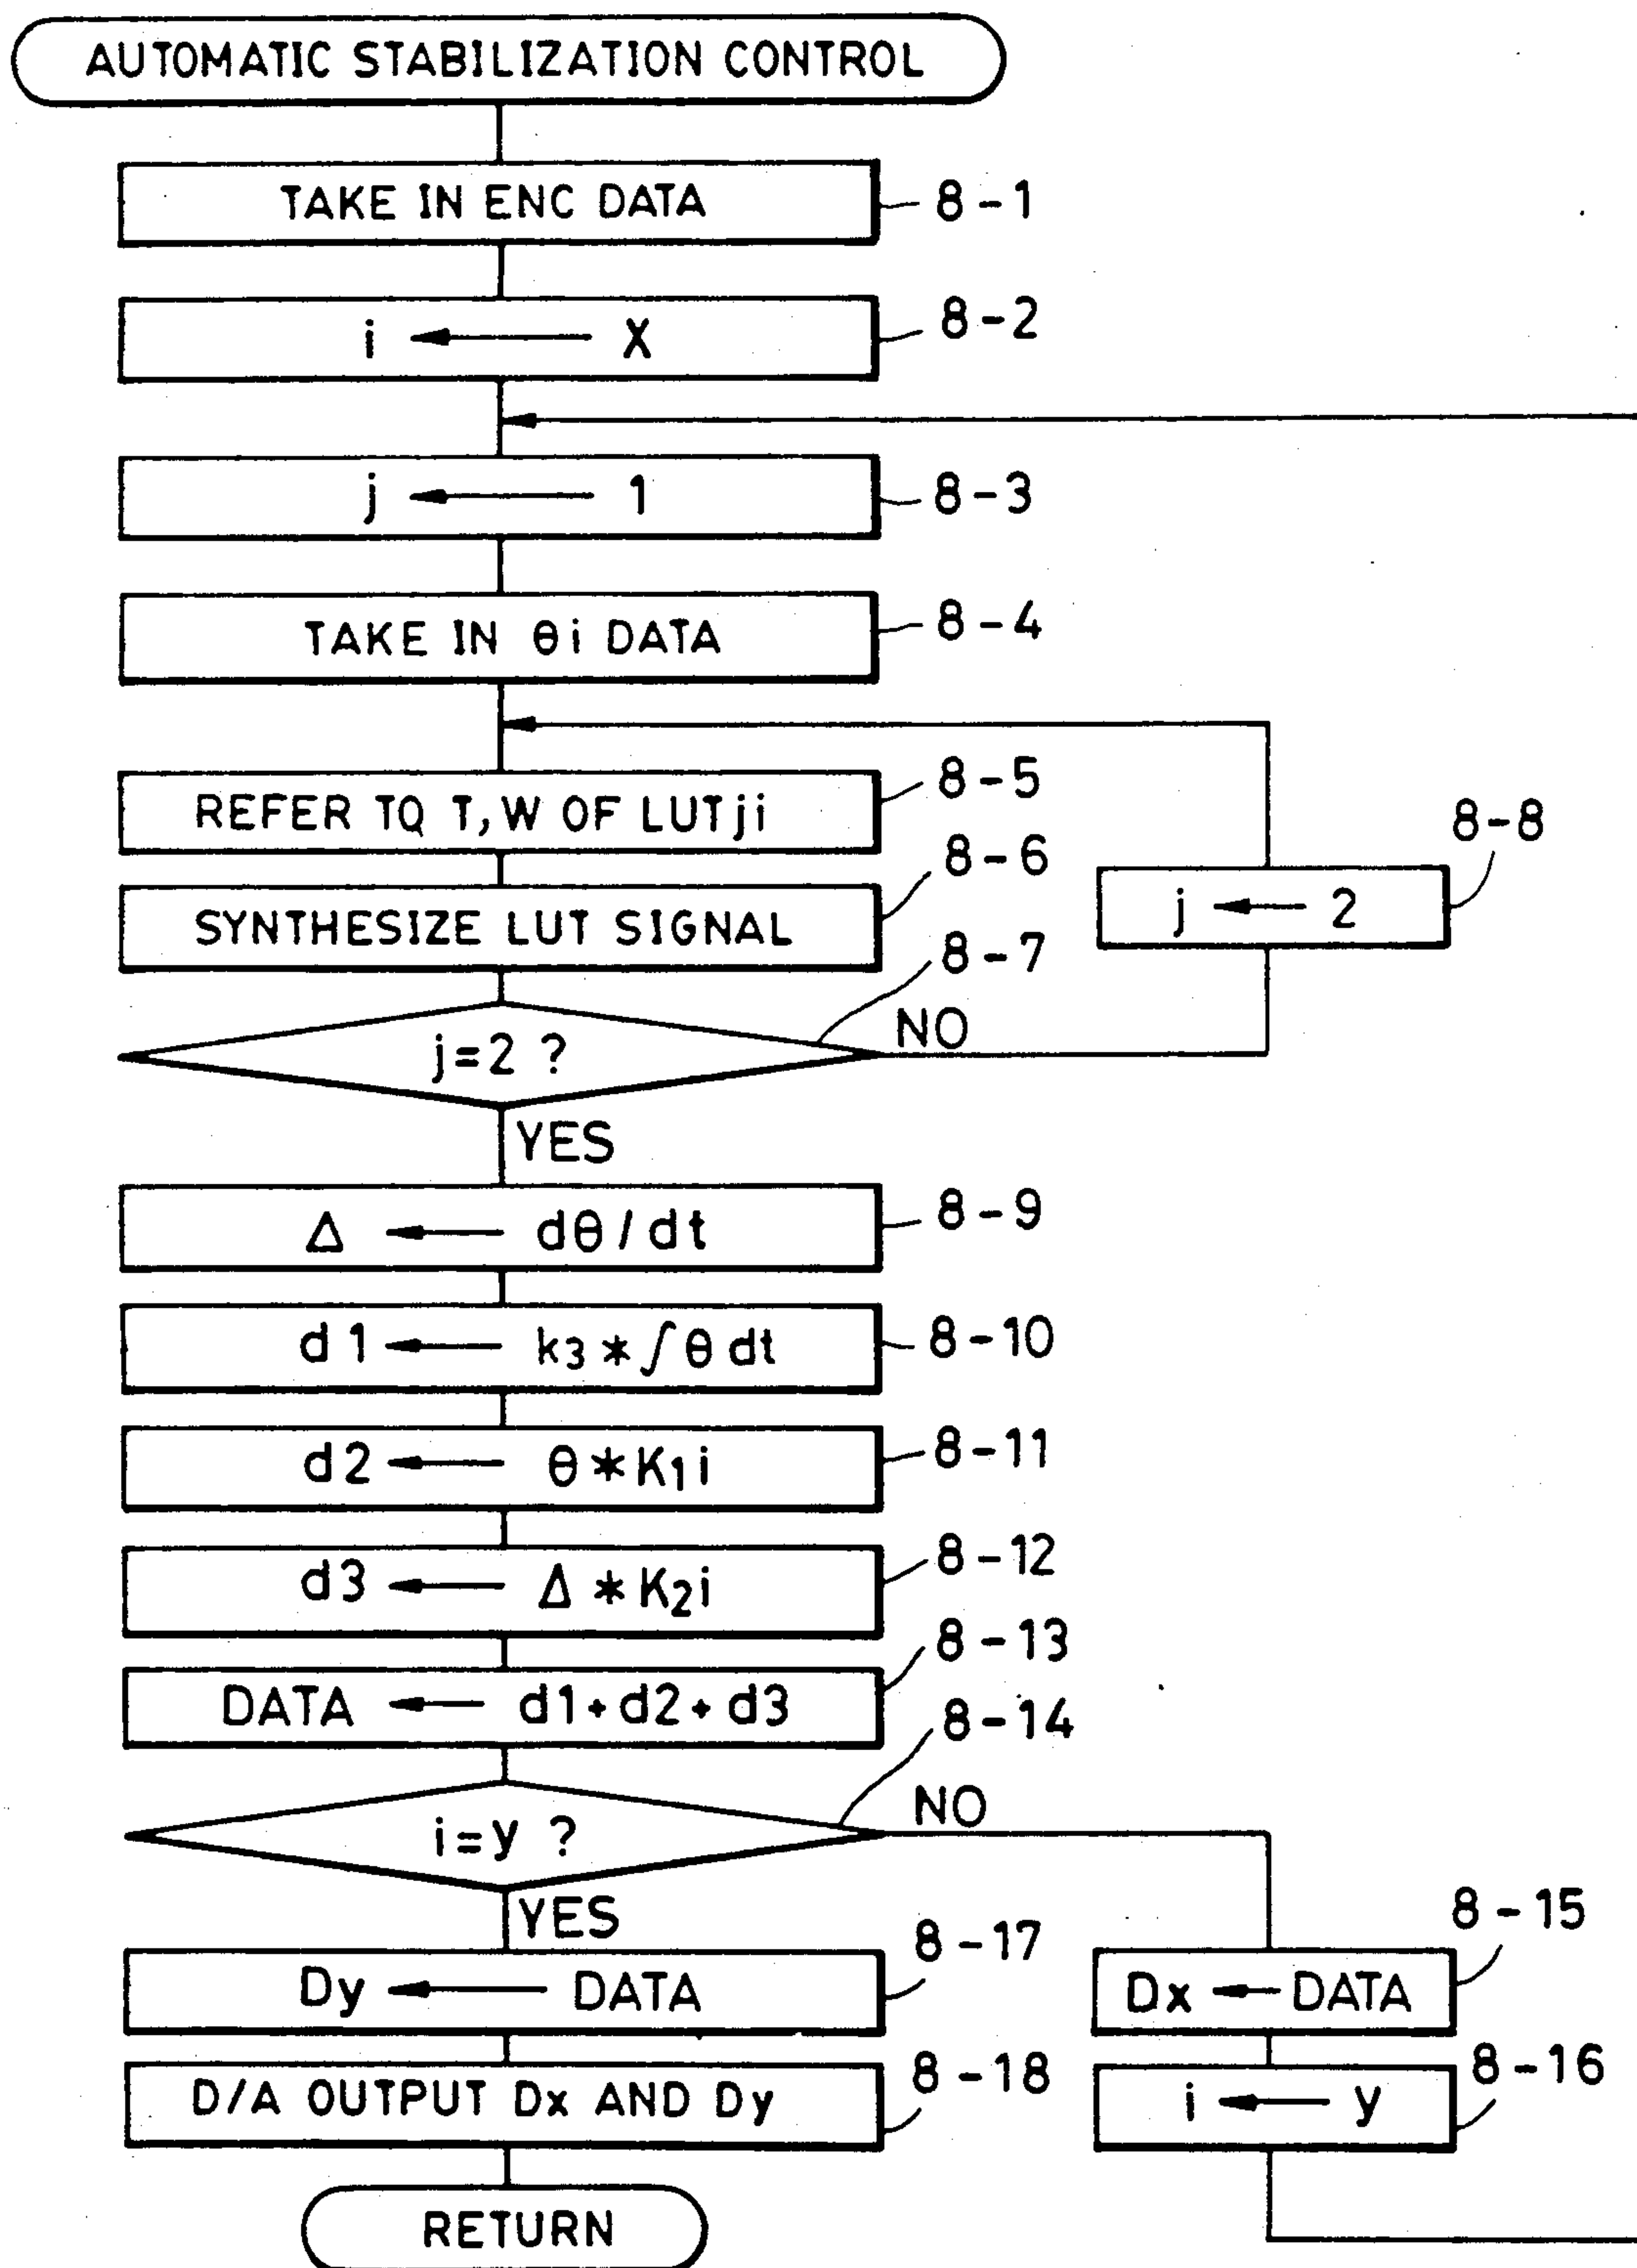 AUTOMATIC STABILIZATION CONTROL
TAKE IN ENC DATA
8-1
i ← X
8-2
j ← 1
8-3
TAKE IN θi DATA
8-4
REFER TQ T,W OF LUTji
8-5
SYNTHESIZE LUT SIGNAL
8-6
j ← 2
8-8
j=2 ?
8-7
NO
YES
Δ ← dθ/dt
8-9
d1 ← k3 * ∫ θ dt
8-10
d2 ← θ * K1i
8-11
d3 ← Δ * K2i
8-12
DATA ← d1+d2+d3
8-13
i=y ?
8-14
NO
YES
Dy ← DATA
8-17
Dx ← DATA
8-15
D/A OUTPUT Dx AND Dy
8-18
i ← y
8-16
RETURN